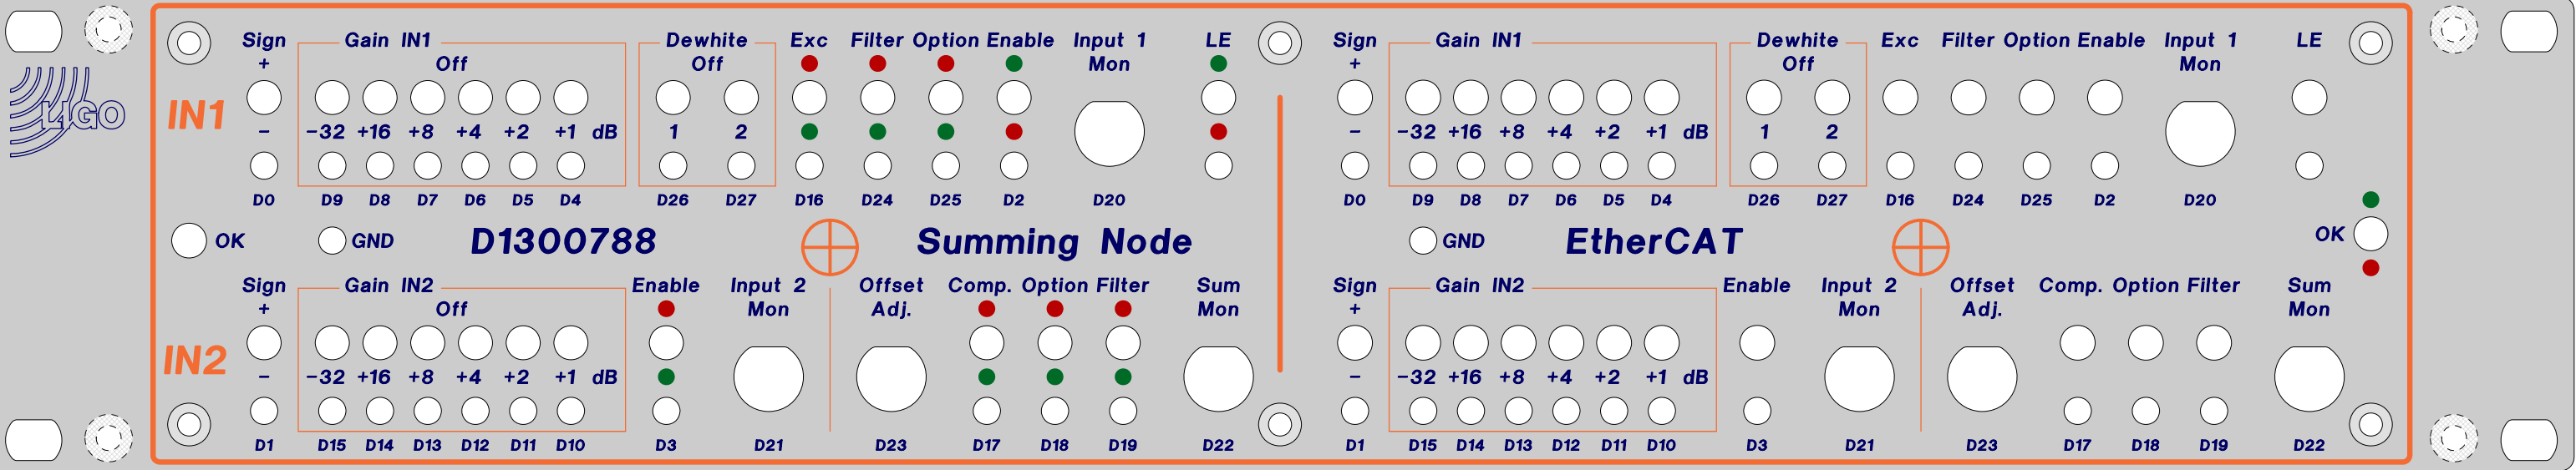 Sign Gain IN1 Dewhite Exc Filter Option Enable Input 1 LE Sign Gain IN1 Dewhite Exc Filter Option Enable Input 1 LE
+ Off Off Mon + Off Mon
LIGO
IN1
− −32 +16 +8 +4 +2 +1 dB 1 2 − −32 +16 +8 +4 +2 +1 dB 1 2
D0 D9 D8 D7 D6 D5 D4 D26 D27 D16 D24 D25 D2 D20 D0 D9 D8 D7 D6 D5 D4 D26 D27 D16 D24 D25 D2 D20
OK GND D1300788 Summing Node GND EtherCAT OK
Sign Gain IN2 Enable Input 2 Offset Comp. Option Filter Sum Sign Gain IN2 Enable Input 2 Offset Comp. Option Filter Sum
+ Off Mon Adj. Mon + Mon Adj. Mon
IN2
− −32 +16 +8 +4 +2 +1 dB − −32 +16 +8 +4 +2 +1 dB
D1 D15 D14 D13 D12 D11 D10 D3 D21 D23 D17 D18 D19 D22 D1 D15 D14 D13 D12 D11 D10 D3 D21 D23 D17 D18 D19 D22